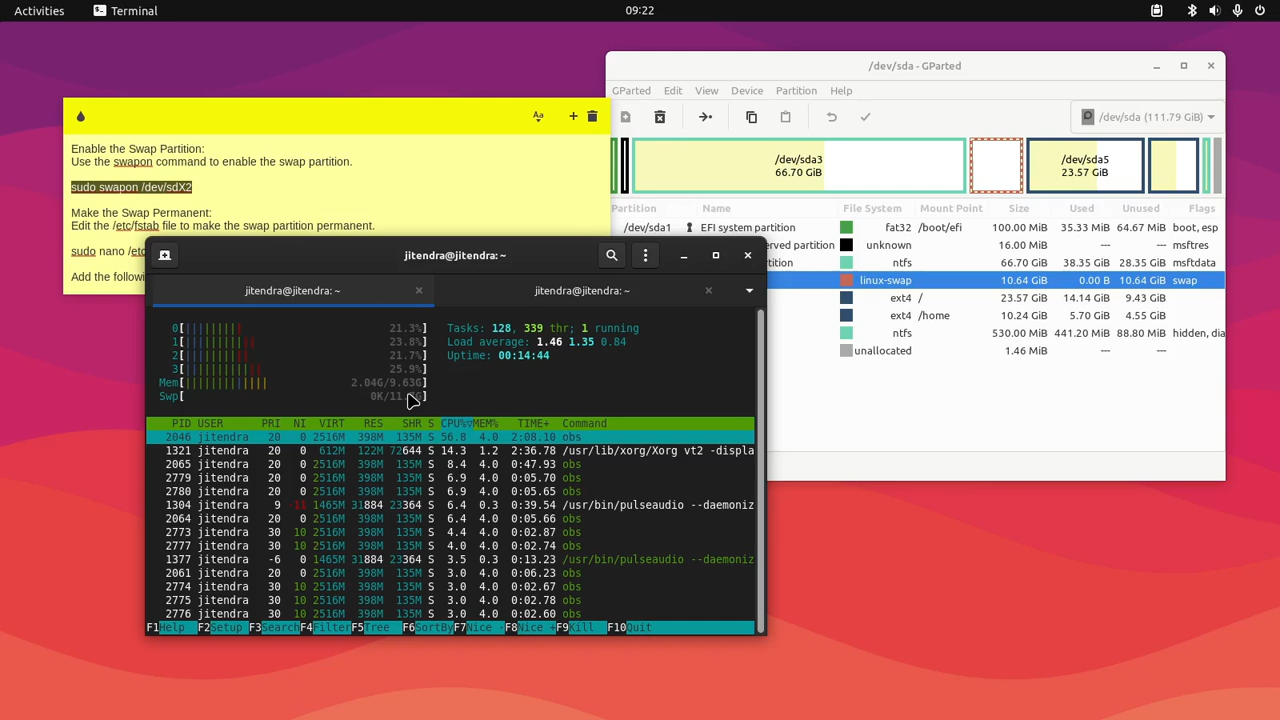 Activities
Terminal
09:22
/dev/sda - GParted
GParted Edit View Device Partition Help
/dev/sda (111.79 GiB)
/dev/sda3
66.70 GiB
/dev/sda5
23.57 GiB
Partition Name File System Mount Point Size Used Unused Flags
/dev/sda1 EFI system partition fat32 /boot/efi 100.00 MiB 35.33 MiB 64.67 MiB boot, esp
partition unknown 16.00 MiB --- --- msftres
partition ntfs 66.70 GiB 38.35 GiB 28.35 GiB msftdata
linux-swap 10.64 GiB 0.00 B 10.64 GiB swap
ext4 / 23.57 GiB 14.14 GiB 9.43 GiB
ext4 /home 10.24 GiB 5.70 GiB 4.55 GiB
ntfs 530.00 MiB 441.20 MiB 88.80 MiB hidden, dia
unallocated 1.46 MiB --- ---
Enable the Swap Partition:
Use the swapon command to enable the swap partition.
sudo swapon /dev/sdX2
Make the Swap Permanent:
Edit the /etc/fstab file to make the swap partition permanent.
sudo nano /etc
Add the followi
jitendra@jitendra: ~
jitendra@jitendra: ~
jitendra@jitendra: ~
0[|||||||||| 21.3%] Tasks: 128, 339 thr; 1 running
1[|||||||||||| 23.8%] Load average: 1.46 1.35 0.84
2[||||||||||| 21.7%] Uptime: 00:14:44
3[||||||||||||| 25.9%]
Mem[||||||||||||||| 2.04G/9.63G]
Swp[ 0K/11.
PID USER PRI NI VIRT RES SHR S CPU%▽MEM% TIME+ Command
2046 jitendra 20 0 2516M 398M 135M S 56.8 4.0 2:08.10 obs
1321 jitendra 20 0 612M 122M 72644 S 14.3 1.2 2:36.78 /usr/lib/xorg/Xorg vt2 -displa
2065 jitendra 20 0 2516M 398M 135M S 8.4 4.0 0:47.93 obs
2779 jitendra 20 0 2516M 398M 135M S 6.9 4.0 0:05.70 obs
2780 jitendra 20 0 2516M 398M 135M S 6.9 4.0 0:05.65 obs
1304 jitendra 9 -11 1465M 31884 23364 S 6.4 0.3 0:39.54 /usr/bin/pulseaudio --daemoniz
2064 jitendra 20 0 2516M 398M 135M S 6.4 4.0 0:05.66 obs
2773 jitendra 30 10 2516M 398M 135M S 4.4 4.0 0:02.87 obs
2777 jitendra 30 10 2516M 398M 135M S 4.0 4.0 0:02.74 obs
1377 jitendra -6 0 1465M 31884 23364 S 3.5 0.3 0:13.23 /usr/bin/pulseaudio --daemoniz
2061 jitendra 20 0 2516M 398M 135M S 3.0 4.0 0:06.23 obs
2774 jitendra 30 10 2516M 398M 135M S 3.0 4.0 0:02.67 obs
2775 jitendra 30 10 2516M 398M 135M S 3.0 4.0 0:02.78 obs
2776 jitendra 30 10 2516M 398M 135M S 3.0 4.0 0:02.60 obs
F1Help F2Setup F3SearchF4FilterF5Tree F6SortByF7Nice -F8Nice +F9Kill F10Quit